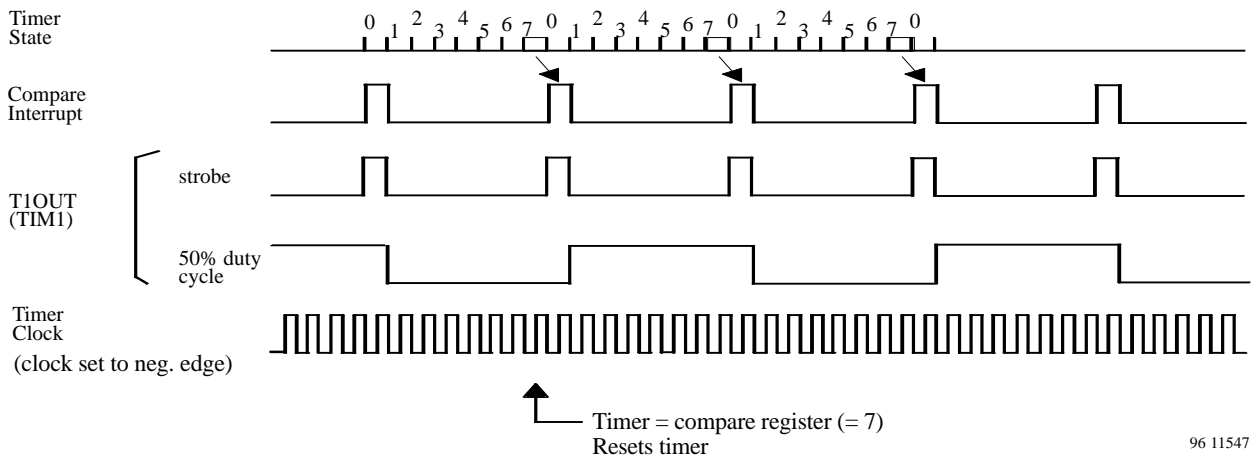 Timer
State
0 1 2 3 4 5 6 7 0 1 2 3 4 5 6 7 0 1 2 3 4 5 6 7 0
Compare
Interrupt
T1OUT
(TIM1)
strobe
50% duty
cycle
Timer
Clock
(clock set to neg. edge)
Timer = compare register (= 7)
Resets timer
96 11547